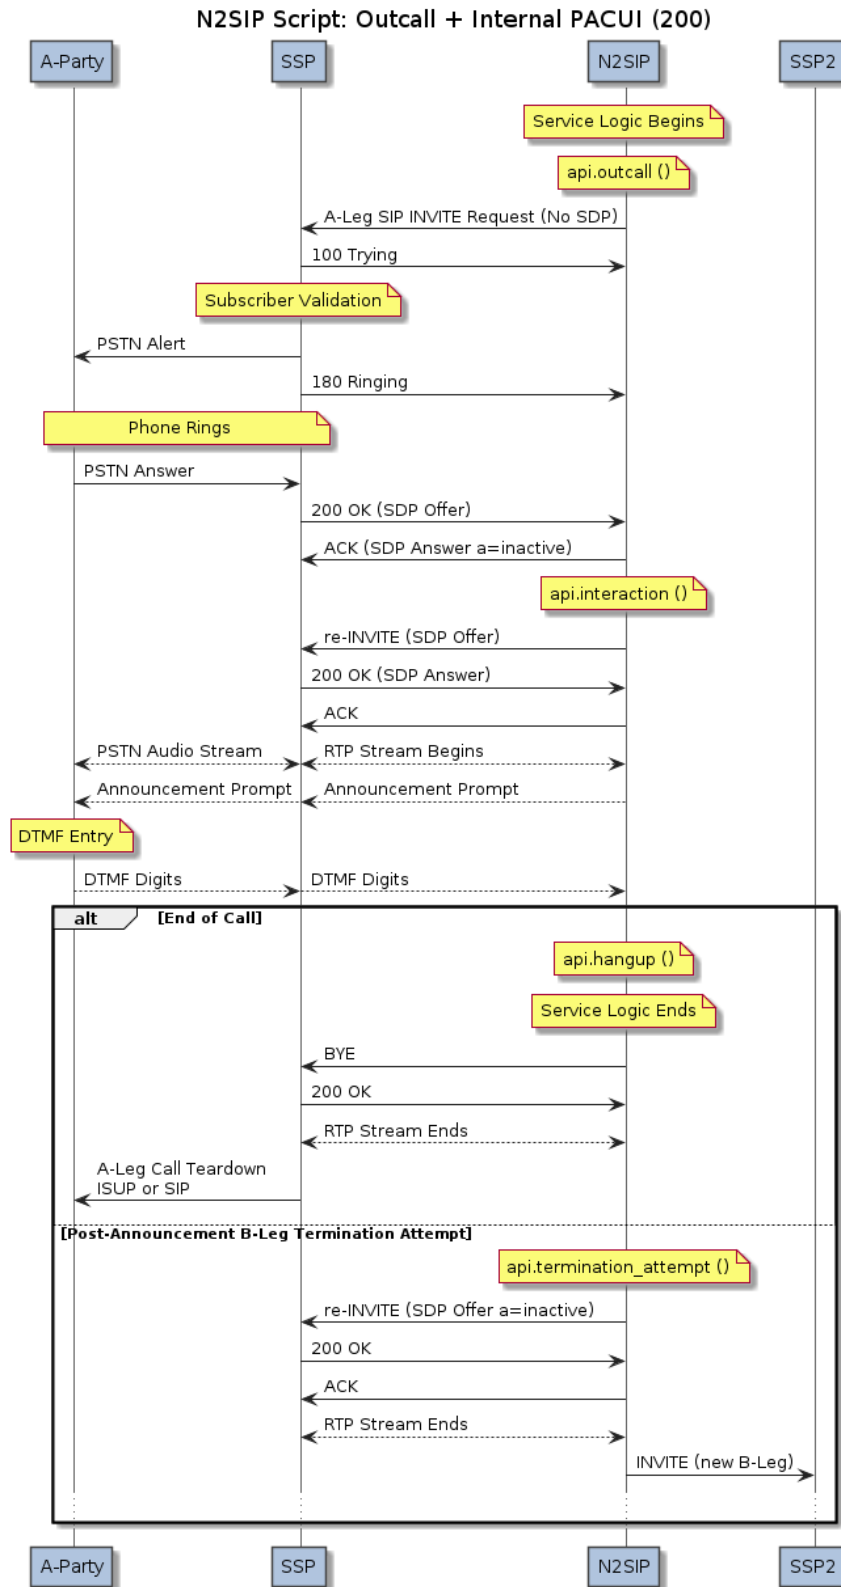 N2SIP Script: Outcall + Internal PACUI (200)
A-Party SSP N2SIP SSP2
Service Logic Begins
api.outcall ()
A-Leg SIP INVITE Request (No SDP)
100 Trying
Subscriber Validation
PSTN Alert
180 Ringing
Phone Rings
PSTN Answer
200 OK (SDP Offer)
ACK (SDP Answer a=inactive)
api.interaction ()
re-INVITE (SDP Offer)
200 OK (SDP Answer)
ACK
PSTN Audio Stream RTP Stream Begins
Announcement Prompt Announcement Prompt
DTMF Entry
DTMF Digits DTMF Digits
alt [End of Call]
api.hangup ()
Service Logic Ends
BYE
200 OK
RTP Stream Ends
A-Leg Call Teardown
ISUP or SIP
[Post-Announcement B-Leg Termination Attempt]
api.termination_attempt ()
re-INVITE (SDP Offer a=inactive)
200 OK
ACK
RTP Stream Ends
INVITE (new B-Leg)
A-Party SSP N2SIP SSP2